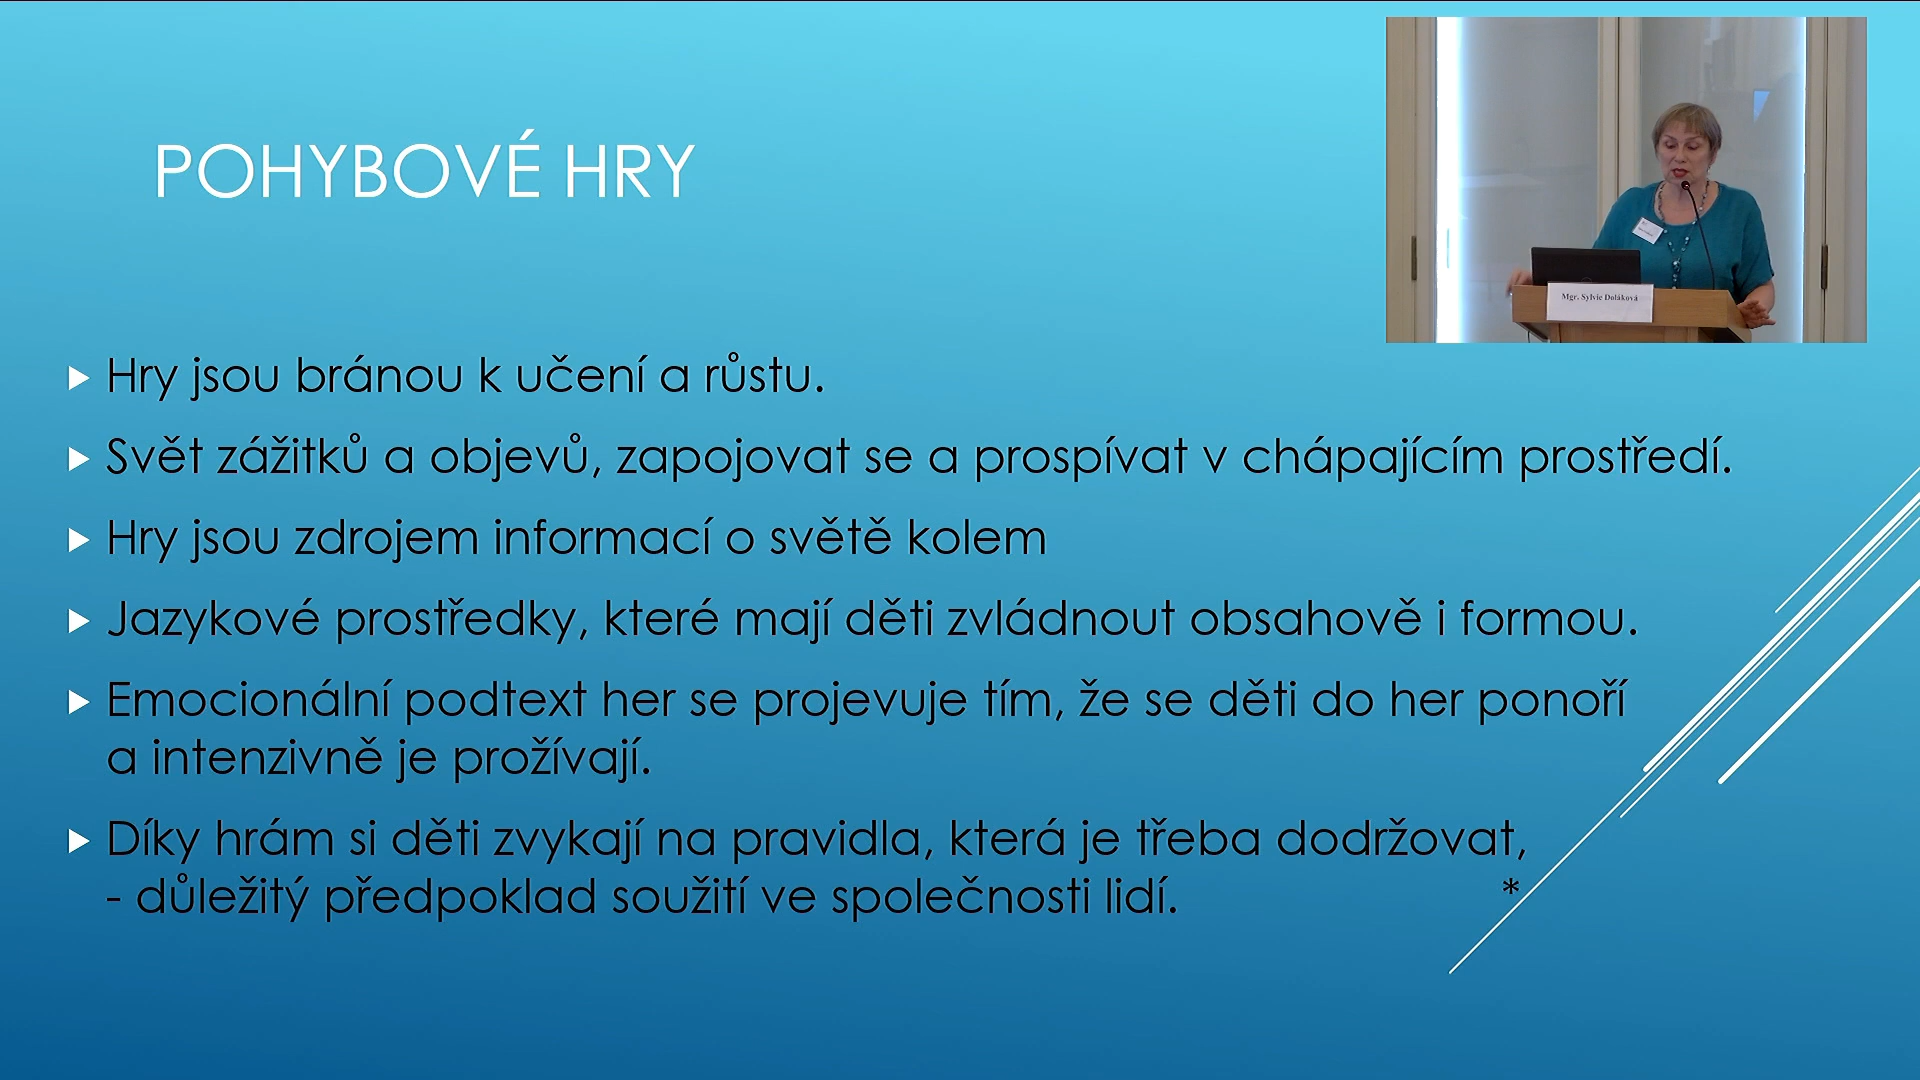 POHYBOVÉ HRY
Mgr. Sylvie Doláková
Hry jsou bránou k učení a růstu.
Svět zážitků a objevů, zapojovat se a prospívat v chápajícím prostředí.
Hry jsou zdrojem informací o světě kolem
Jazykové prostředky, které mají děti zvládnout obsahově i formou.
Emocionální podtext her se projevuje tím, že se děti do her ponoří
a intenzivně je prožívají.
Díky hrám si děti zvykají na pravidla, která je třeba dodržovat,
- důležitý předpoklad soužití ve společnosti lidí. *